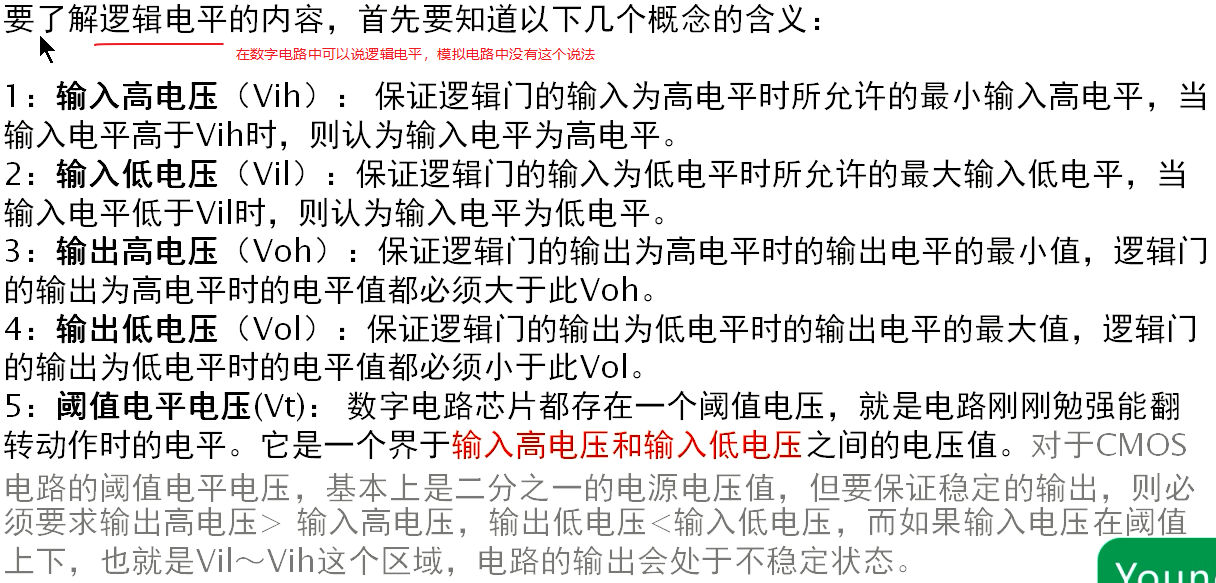 要了解逻辑电平的内容，首先要知道以下几个概念的含义：
在数字电路中可以说逻辑电平，模拟电路中没有这个说法
1：输入高电压（Vih）： 保证逻辑门的输入为高电平时所允许的最小输入高电平，当
输入电平高于Vih时，则认为输入电平为高电平。
2：输入低电压（Vil）：保证逻辑门的输入为低电平时所允许的最大输入低电平，当
输入电平低于Vil时，则认为输入电平为低电平。
3：输出高电压（Voh）：保证逻辑门的输出为高电平时的输出电平的最小值，逻辑门
的输出为高电平时的电平值都必须大于此Voh。
4：输出低电压（Vol）：保证逻辑门的输出为低电平时的输出电平的最大值，逻辑门
的输出为低电平时的电平值都必须小于此Vol。
5：阈值电平电压(Vt)： 数字电路芯片都存在一个阈值电压，就是电路刚刚勉强能翻
转动作时的电平。它是一个界于输入高电压和输入低电压之间的电压值。对于CMOS
电路的阈值电平电压，基本上是二分之一的电源电压值，但要保证稳定的输出，则必
须要求输出高电压> 输入高电压，输出低电压<输入低电压，而如果输入电压在阈值
上下，也就是Vil～Vih这个区域，电路的输出会处于不稳定状态。